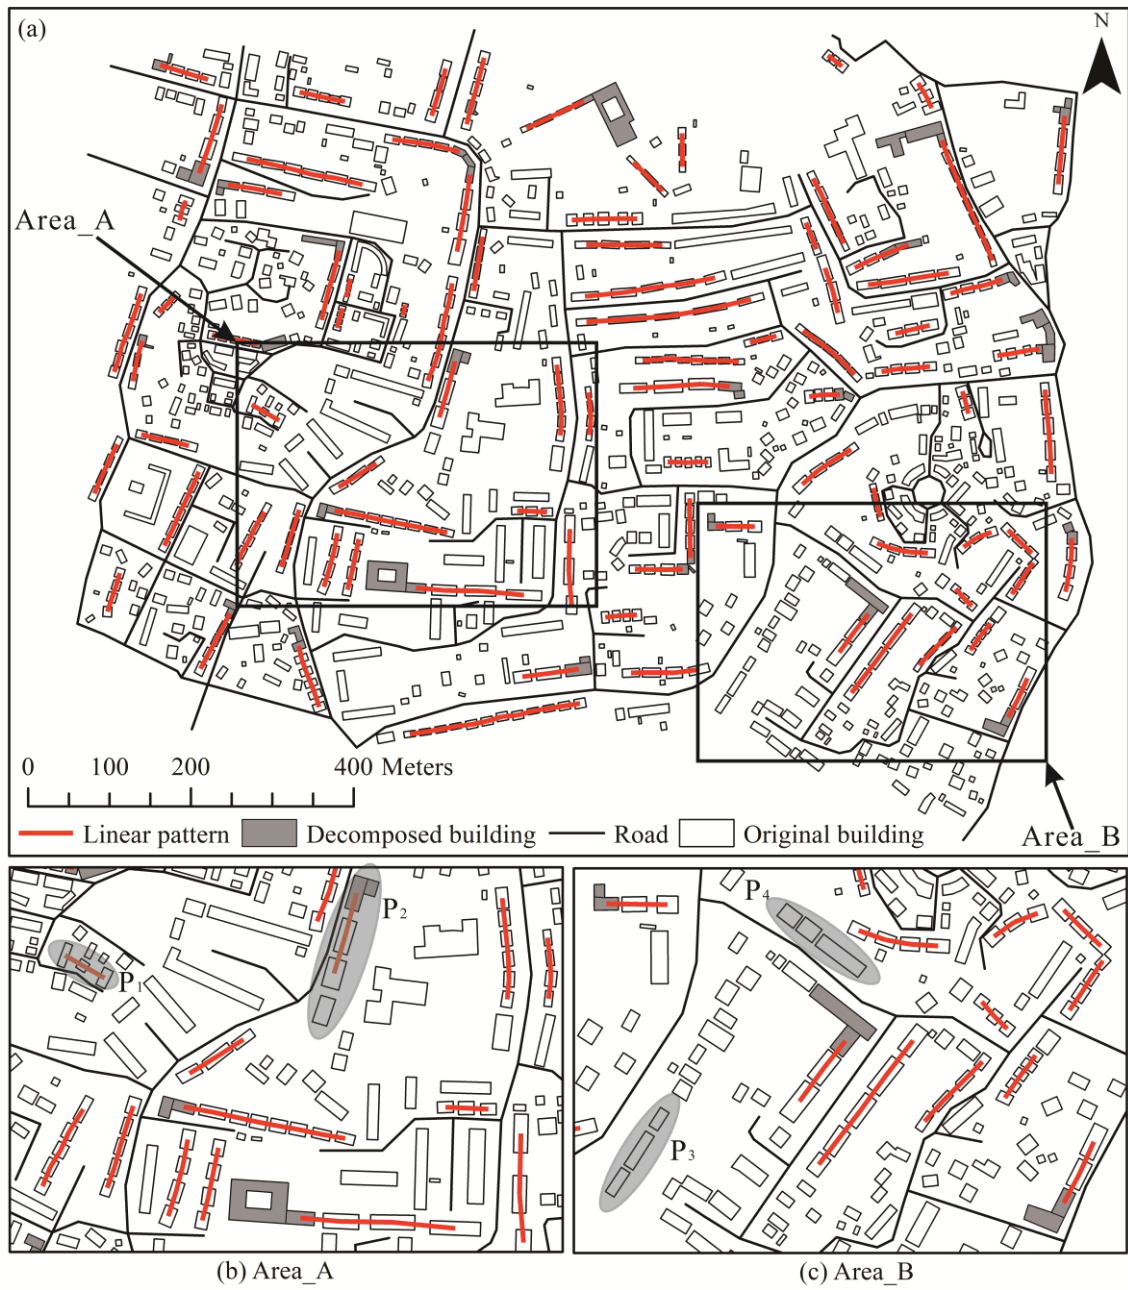 (a)
N
Area_A
0 100 200 400 Meters
Linear pattern Decomposed building Road Original building
Area_B
P1
P2
P3
P4
(b) Area_A
(c) Area_B